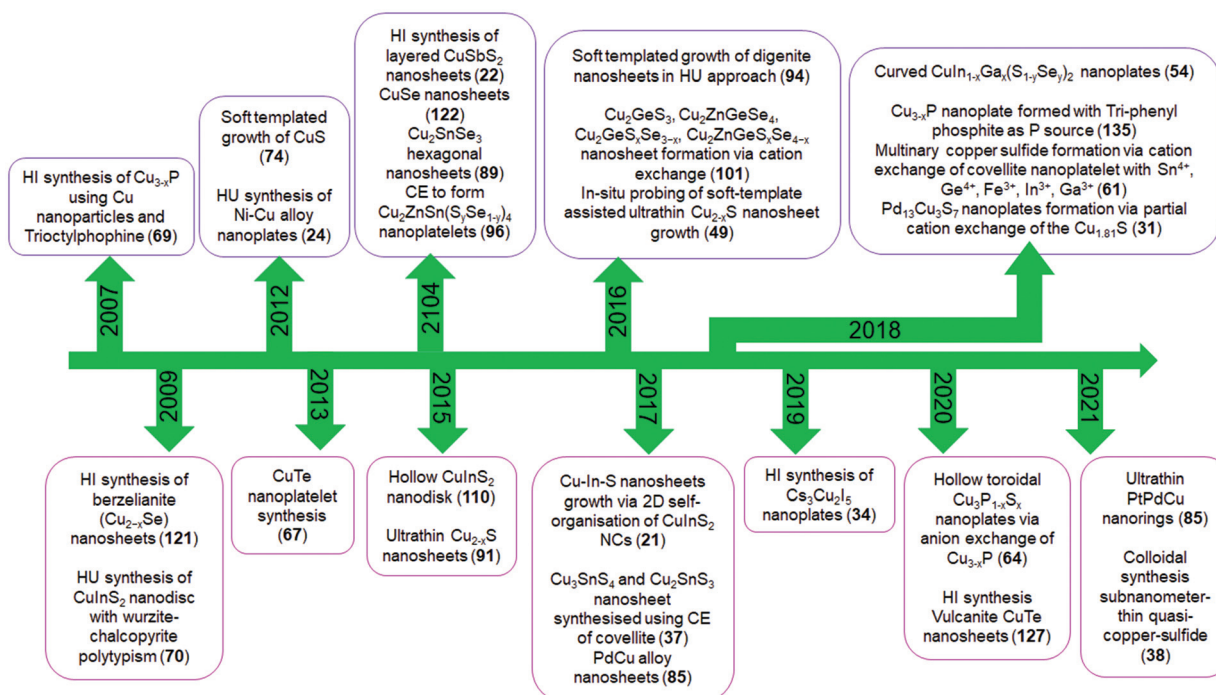 HI synthesis of Cu₃₋ₓP
using Cu
nanoparticles and
Trioctylphophine (69)
2007
Soft templated
growth of CuS
(74)
HU synthesis of
Ni-Cu alloy
nanoplates (24)
2012
HI synthesis of
layered CuSbS₂
nanosheets (22)
CuSe nanosheets
(122)
Cu₂SnSe₃
hexagonal
nanosheets (89)
CE to form
Cu₂ZnSn(SᵧSe₁₋ᵧ)₄
nanoplatelets (96)
2104
Soft templated growth of digenite
nanosheets in HU approach (94)
Cu₂GeS₃, Cu₂ZnGeSe₄,
Cu₂GeSₓSe₃₋ₓ, Cu₂ZnGeSₓSe₄₋ₓ
nanosheet formation via cation
exchange (101)
In-situ probing of soft-template
assisted ultrathin Cu₂₋ₓS nanosheet
growth (49)
2016
Curved CuIn₁₋ₓGaₓ(S₁₋ᵧSeᵧ)₂ nanoplates (54)
Cu₃₋ₓP nanoplate formed with Tri-phenyl
phosphite as P source (135)
Multinary copper sulfide formation via cation
exchange of covellite nanoplatelet with Sn⁴⁺,
Ge⁴⁺, Fe³⁺, In³⁺, Ga³⁺ (61)
Pd₁₃Cu₃S₇ nanoplates formation via partial
cation exchange of the Cu₁.₈₁S (31)
2018
2009
HI synthesis of
berzelianite
(Cu₂₋ₓSe)
nanosheets (121)
HU synthesis of
CuInS₂ nanodisc
with wurzite-
chalcopyrite
polytypism (70)
2013
CuTe
nanoplatelet
synthesis
(67)
2015
Hollow CuInS₂
nanodisk (110)
Ultrathin Cu₂₋ₓS
nanosheets (91)
2017
Cu-In-S nanosheets
growth via 2D self-
organisation of CuInS₂
NCs (21)
Cu₃SnS₄ and Cu₂SnS₃
nanosheet
synthesised using CE
of covellite (37)
PdCu alloy
nanosheets (85)
2019
HI synthesis of
Cs₃Cu₂I₅
nanoplates (34)
2020
Hollow toroidal
Cu₃P₁₋ₓSₓ
nanoplates via
anion exchange of
Cu₃₋ₓP (64)
HI synthesis
Vulcanite CuTe
nanosheets (127)
2021
Ultrathin
PtPdCu
nanorings (85)
Colloidal
synthesis
subnanometer-
thin quasi-
copper-sulfide
(38)